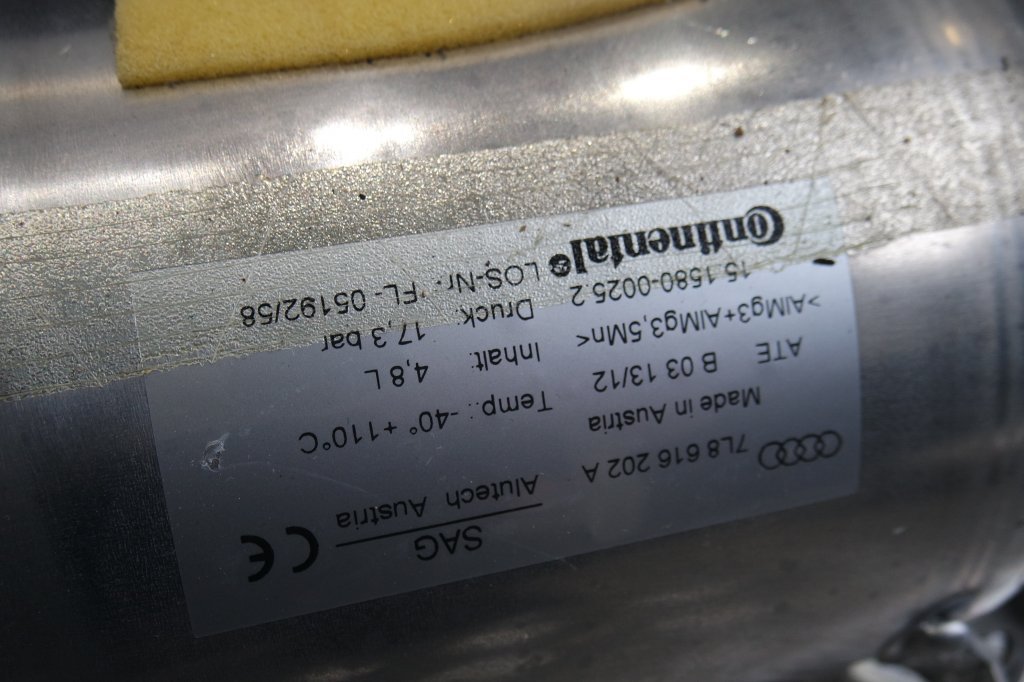 SAG
Alutech Austria
CE
7L8 616 202 A
Made in Austria
Temp.: -40° +110°C
ATE B 03 13/12
Inhalt: 4,8 L
>AlMg3+AlMg3,5Mn<
Druck: 17,3 bar
15.1580-0025.2
LOS-Nr.: FL- 05192/58
Continental